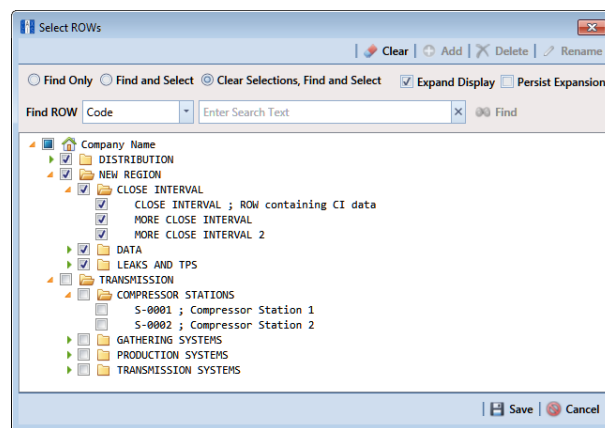 Select ROWs
Clear Add Delete Rename
Find Only Find and Select Clear Selections, Find and Select Expand Display Persist Expansion
Find ROW Code Enter Search Text Find
Company Name
DISTRIBUTION
NEW REGION
CLOSE INTERVAL
CLOSE INTERVAL ; ROW containing CI data
MORE CLOSE INTERVAL
MORE CLOSE INTERVAL 2
DATA
LEAKS AND TPS
TRANSMISSION
COMPRESSOR STATIONS
S-0001 ; Compressor Station 1
S-0002 ; Compressor Station 2
GATHERING SYSTEMS
PRODUCTION SYSTEMS
TRANSMISSION SYSTEMS
Save Cancel